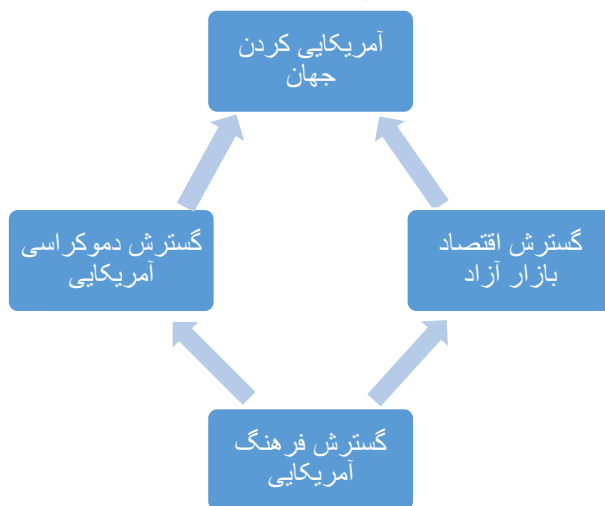 آمریکایی کردن
جهان
گسترش اقتصاد
بازار آزاد
گسترش دموکراسی
آمریکایی
گسترش فرهنگ
آمریکایی